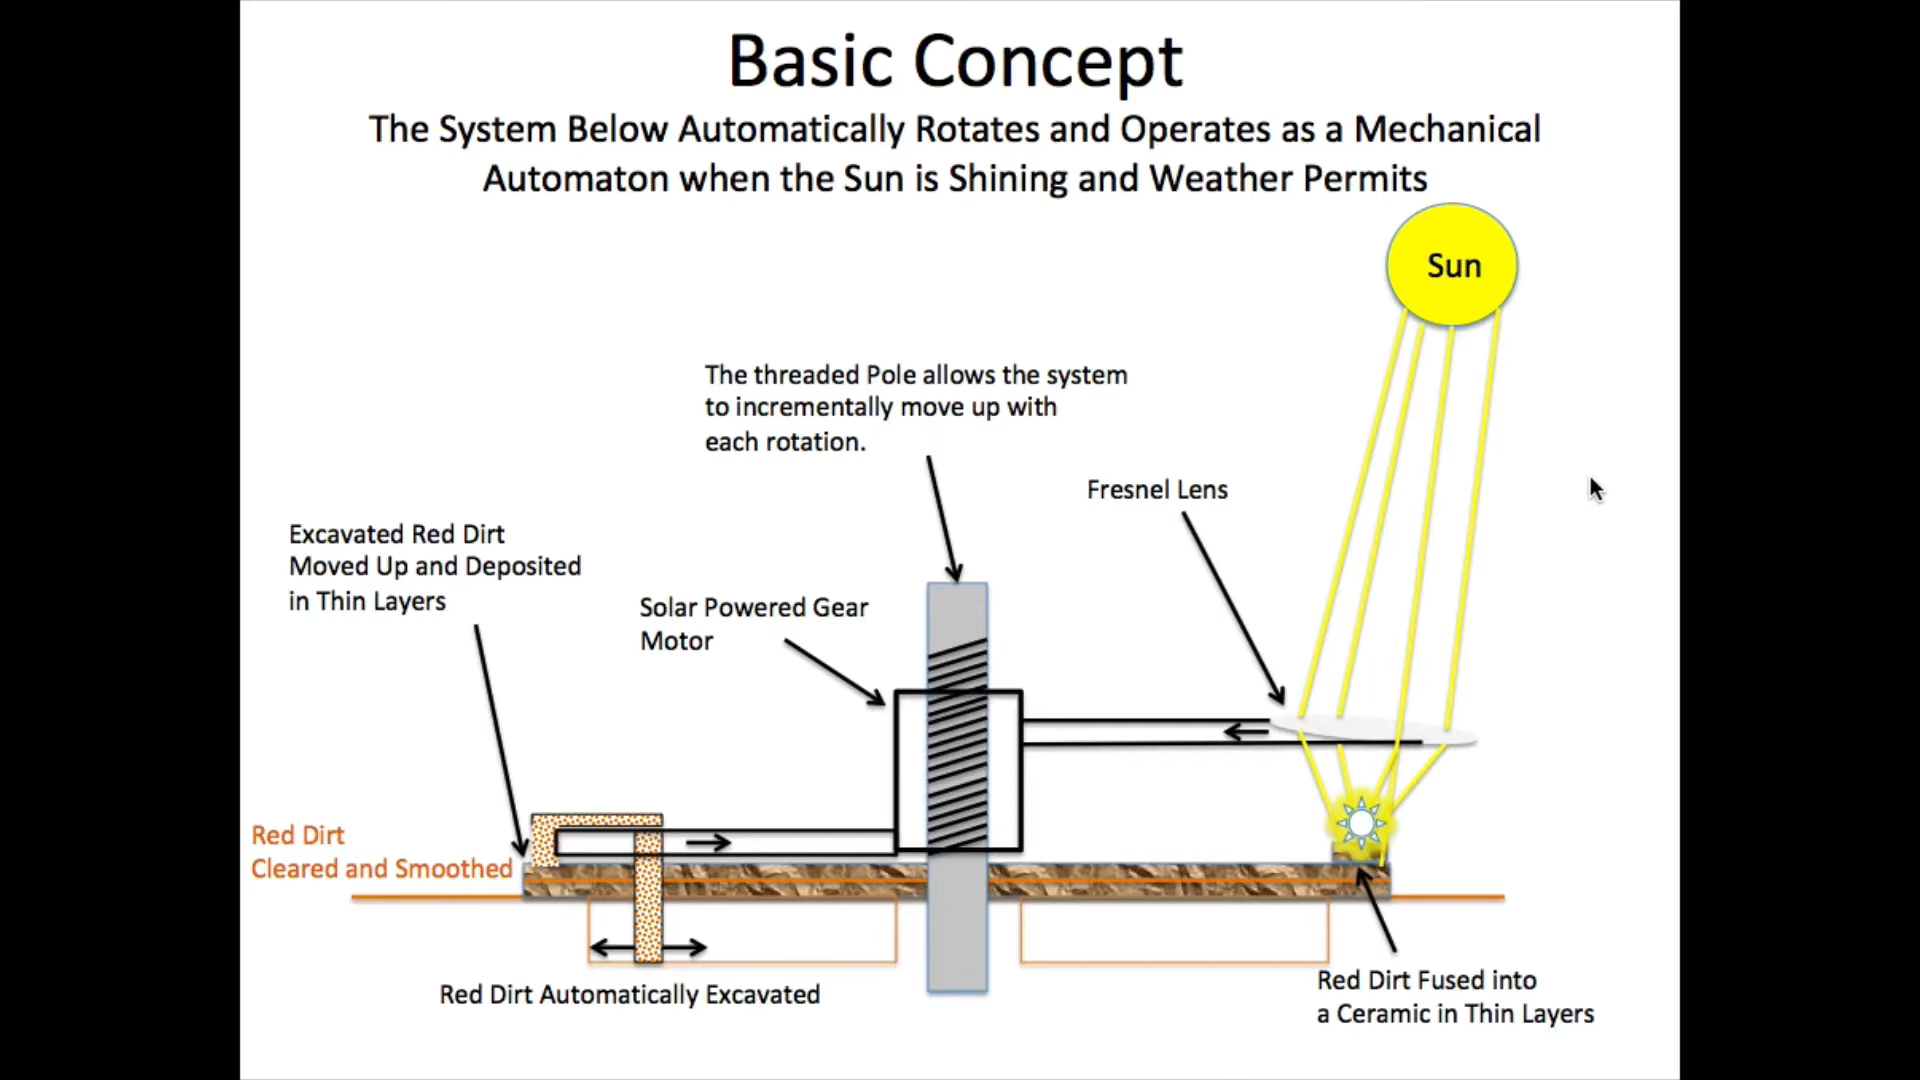 Basic Concept
The System Below Automatically Rotates and Operates as a Mechanical
Automaton when the Sun is Shining and Weather Permits
Sun
The threaded Pole allows the system
to incrementally move up with
each rotation.
Fresnel Lens
Excavated Red Dirt
Moved Up and Deposited
in Thin Layers
Solar Powered Gear
Motor
Red Dirt
Cleared and Smoothed
Red Dirt Automatically Excavated
Red Dirt Fused into
a Ceramic in Thin Layers